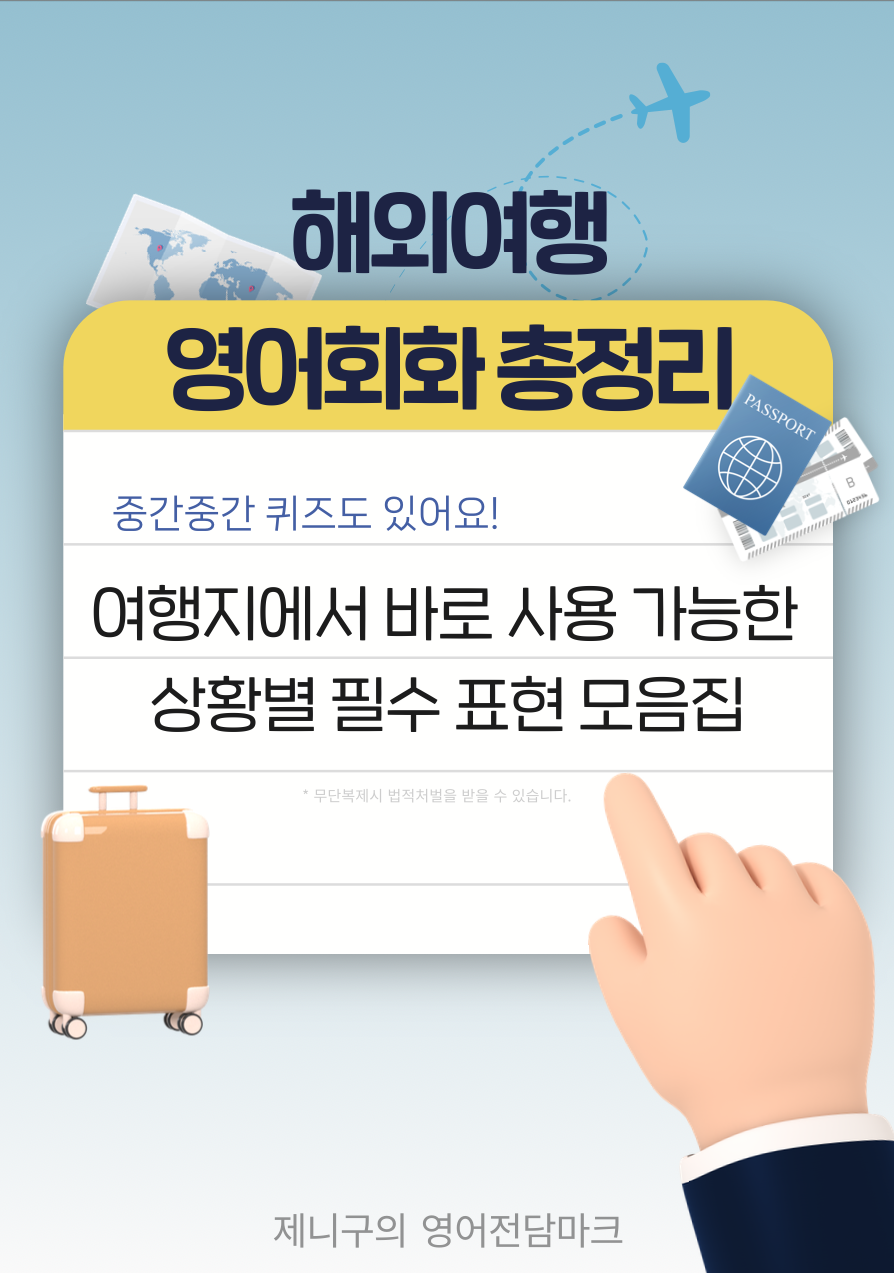 해외여행
영어회화 총정리
PASSPORT
중간중간 퀴즈도 있어요!
여행지에서 바로 사용 가능한
상황별 필수 표현 모음집
* 무단복제시 법적처벌을 받을 수 있습니다.
제니구의 영어전담마크